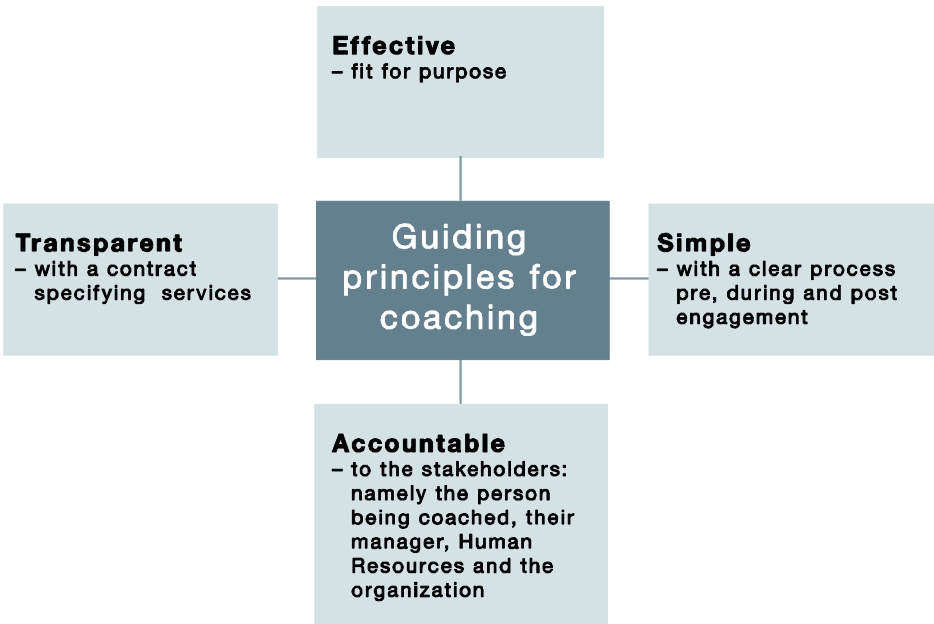 Effective
– fit for purpose
Transparent
– with a contract
specifying services
Guiding
principles for
coaching
Simple
– with a clear process
pre, during and post
engagement
Accountable
– to the stakeholders:
namely the person
being coached, their
manager, Human
Resources and the
organization